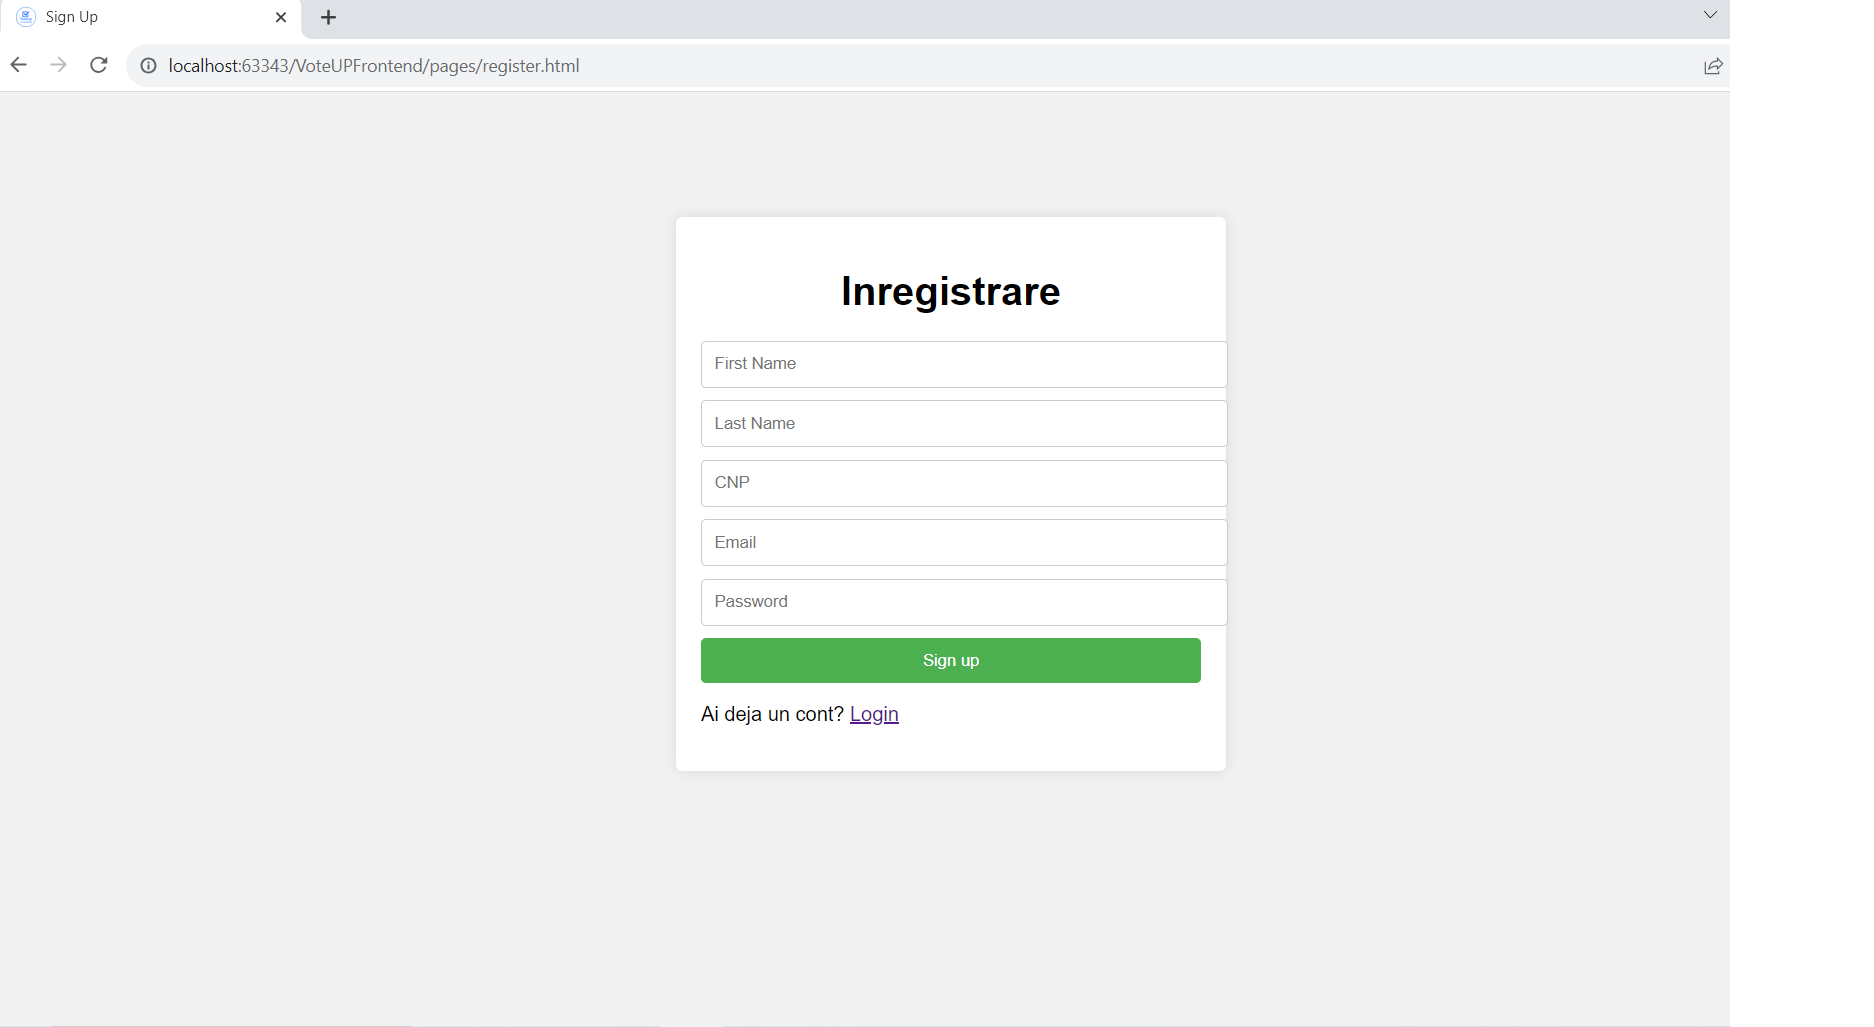 Sign Up
localhost:63343/VoteUPFrontend/pages/register.html
Inregistrare
First Name
Last Name
CNP
Email
Password
Sign up
Ai deja un cont? Login